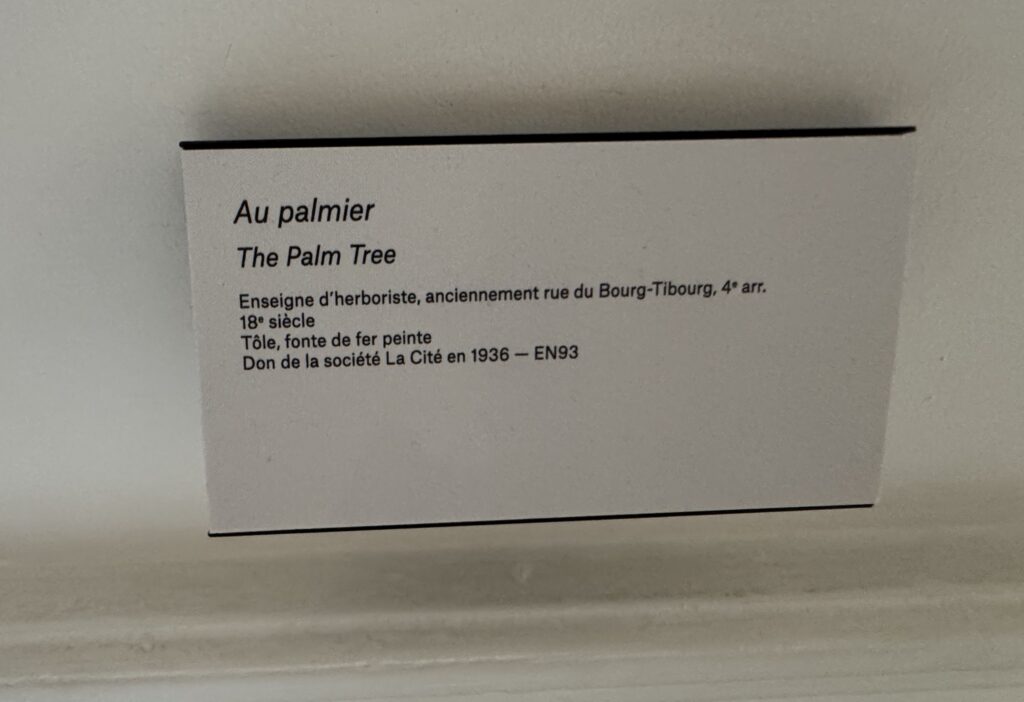 Au palmier
The Palm Tree
Enseigne d'herboriste, anciennement rue du Bourg-Tibourg, 4ᵉ arr.
18ᵉ siècle
Tôle, fonte de fer peinte
Don de la société La Cité en 1936 — EN93